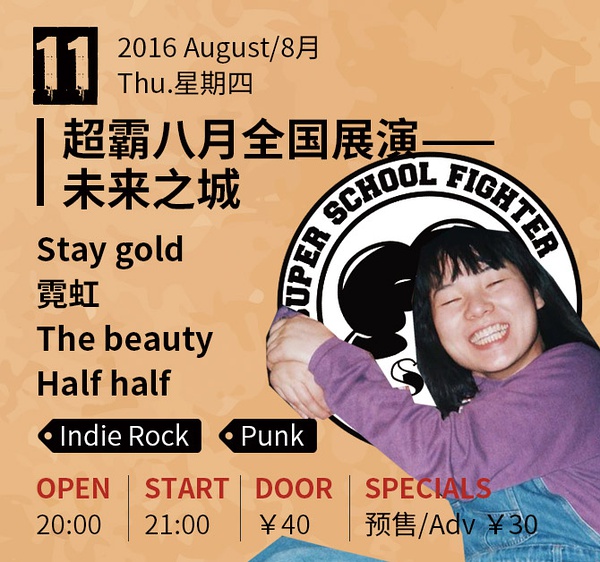 11
2016 August/8月
Thu.星期四
超霸八月全国展演——
未来之城
SUPER SCHOOL FIGHTER
S
Stay gold
霓虹
The beauty
Half half
Indie Rock
Punk
OPEN
START
DOOR
SPECIALS
20:00
21:00
￥40
预售/Adv ￥30